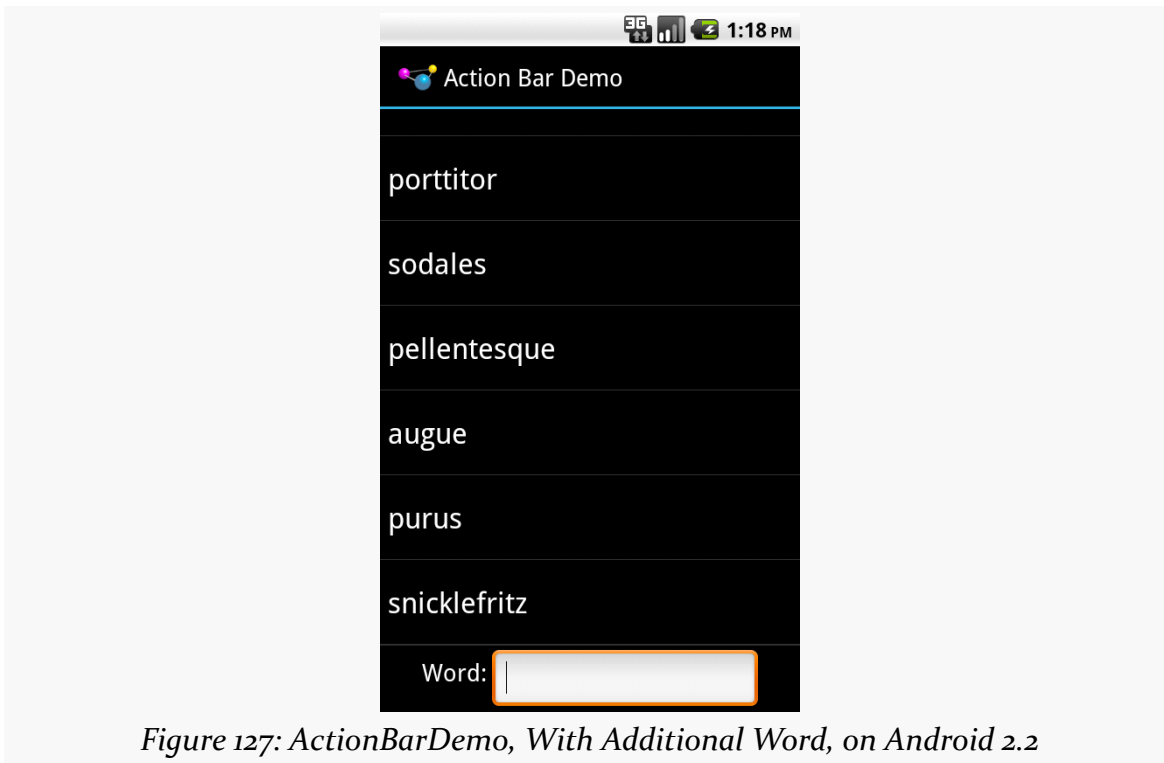 3G 1:18 PM
Action Bar Demo
porttitor
sodales
pellentesque
augue
purus
snicklefritz
Word:
Figure 127: ActionBarDemo, With Additional Word, on Android 2.2